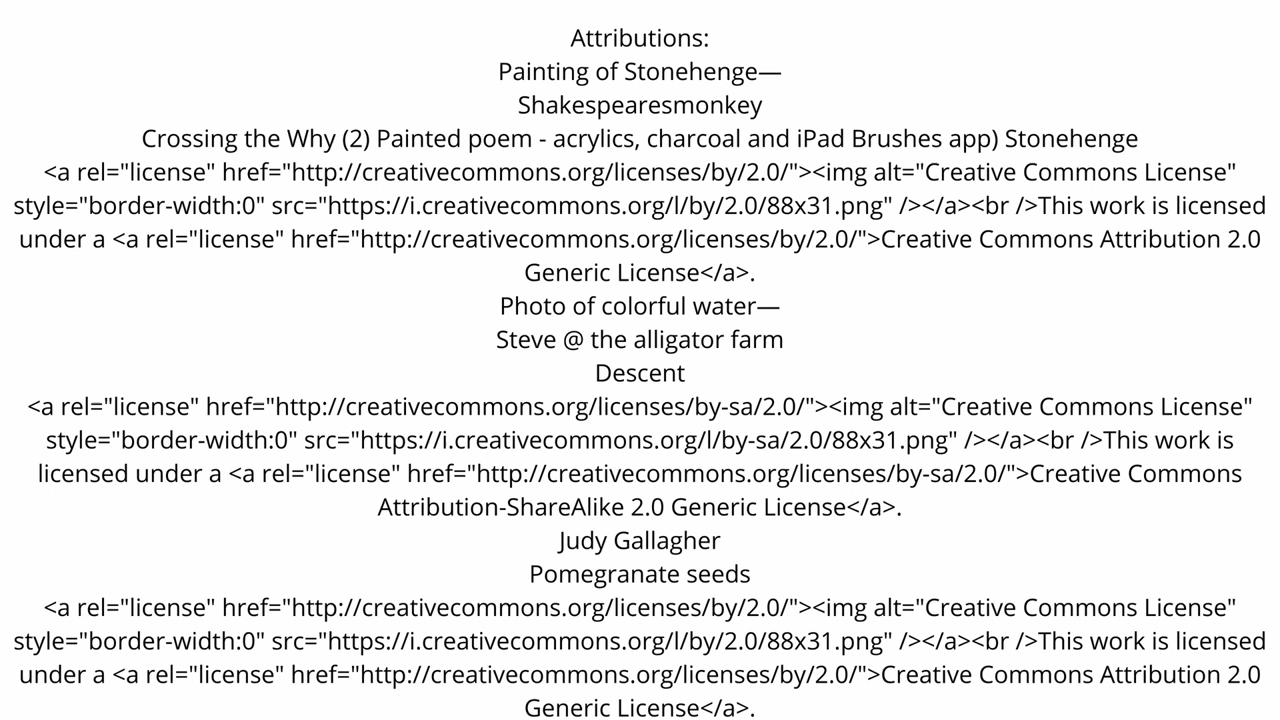 Attributions:
Painting of Stonehenge—
Shakespearesmonkey
Crossing the Why (2) Painted poem - acrylics, charcoal and iPad Brushes app) Stonehenge
<a rel="license" href="http://creativecommons.org/licenses/by/2.0/"><img alt="Creative Commons License"
style="border-width:0" src="https://i.creativecommons.org/l/by/2.0/88x31.png" /></a><br />This work is licensed
under a <a rel="license" href="http://creativecommons.org/licenses/by/2.0/">Creative Commons Attribution 2.0
Generic License</a>.
Photo of colorful water—
Steve @ the alligator farm
Descent
<a rel="license" href="http://creativecommons.org/licenses/by-sa/2.0/"><img alt="Creative Commons License"
style="border-width:0" src="https://i.creativecommons.org/l/by-sa/2.0/88x31.png" /></a><br />This work is
licensed under a <a rel="license" href="http://creativecommons.org/licenses/by-sa/2.0/">Creative Commons
Attribution-ShareAlike 2.0 Generic License</a>.
Judy Gallagher
Pomegranate seeds
<a rel="license" href="http://creativecommons.org/licenses/by/2.0/"><img alt="Creative Commons License"
style="border-width:0" src="https://i.creativecommons.org/l/by/2.0/88x31.png" /></a><br />This work is licensed
under a <a rel="license" href="http://creativecommons.org/licenses/by/2.0/">Creative Commons Attribution 2.0
Generic License</a>.